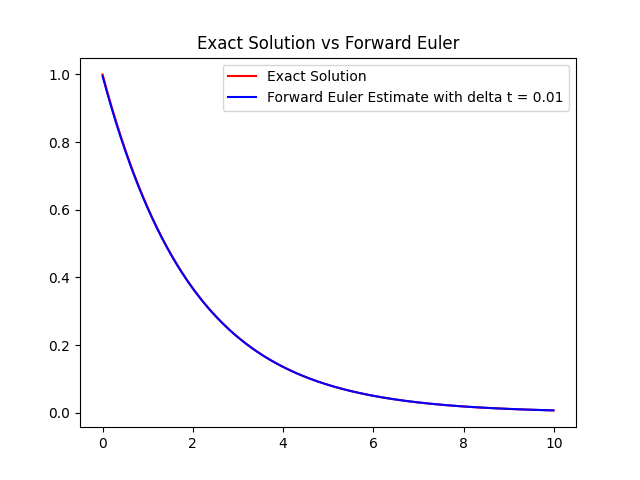 Exact Solution vs Forward Euler
Exact Solution
Forward Euler Estimate with delta t = 0.01
1.0
0.8
0.6
0.4
0.2
0.0
0 2 4 6 8 10